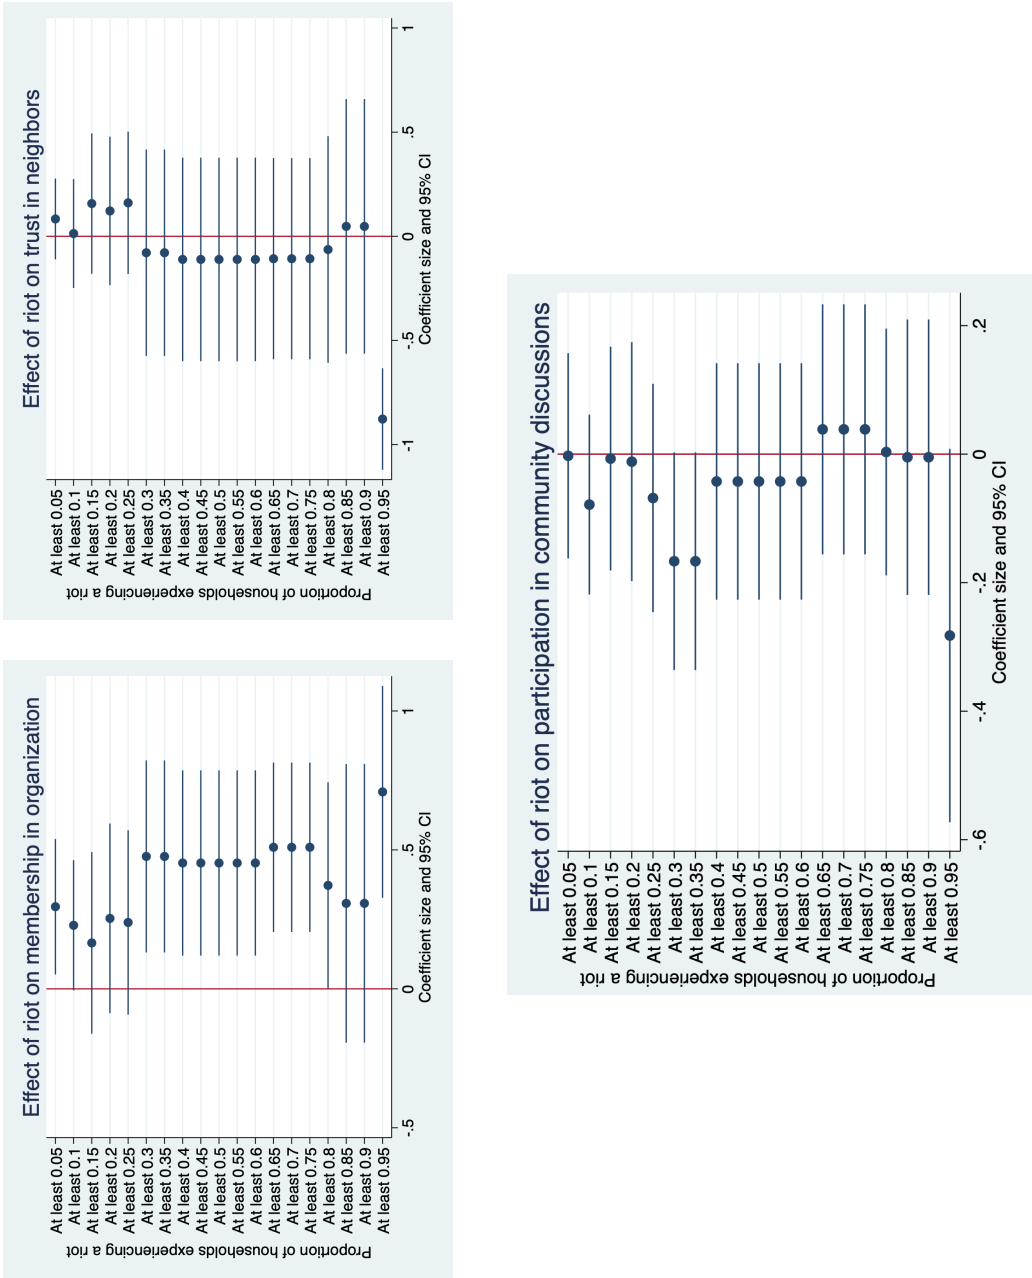 Effect of riot on membership in organization
Proportion of households experiencing a riot
At least 0.05
At least 0.1
At least 0.15
At least 0.2
At least 0.25
At least 0.3
At least 0.35
At least 0.4
At least 0.45
At least 0.5
At least 0.55
At least 0.6
At least 0.65
At least 0.7
At least 0.75
At least 0.8
At least 0.85
At least 0.9
At least 0.95
-.5 0 .5 1
Coefficient size and 95% CI
Effect of riot on trust in neighbors
Proportion of households experiencing a riot
At least 0.05
At least 0.1
At least 0.15
At least 0.2
At least 0.25
At least 0.3
At least 0.35
At least 0.4
At least 0.45
At least 0.5
At least 0.55
At least 0.6
At least 0.65
At least 0.7
At least 0.75
At least 0.8
At least 0.85
At least 0.9
At least 0.95
-1 -.5 0 .5 1
Coefficient size and 95% CI
Effect of riot on participation in community discussions
Proportion of households experiencing a riot
At least 0.05
At least 0.1
At least 0.15
At least 0.2
At least 0.25
At least 0.3
At least 0.35
At least 0.4
At least 0.45
At least 0.5
At least 0.55
At least 0.6
At least 0.65
At least 0.7
At least 0.75
At least 0.8
At least 0.85
At least 0.9
At least 0.95
-.6 -.4 -.2 0 .2
Coefficient size and 95% CI